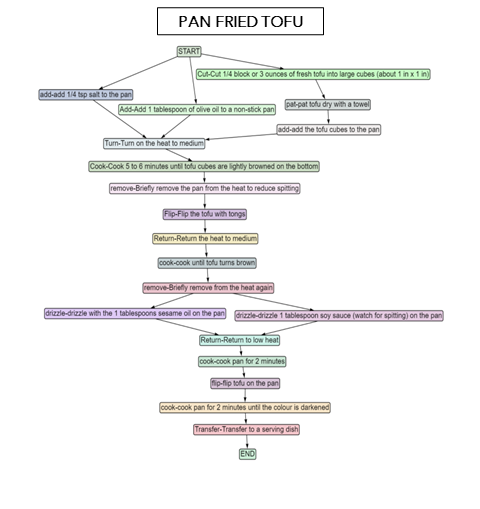 PAN FRIED TOFU
START
Cut-Cut 1/4 block or 3 ounces of fresh tofu into large cubes (about 1 in x 1 in)
add-add 1/4 tsp salt to the pan
Add-Add 1 tablespoon of olive oil to a non-stick pan
pat-pat tofu dry with a towel
add-add the tofu cubes to the pan
Turn-Turn on the heat to medium
Cook-Cook 5 to 6 minutes until tofu cubes are lightly browned on the bottom
remove-Briefly remove the pan from the heat to reduce spitting
Flip-Flip the tofu with tongs
Return-Return the heat to medium
cook-cook until tofu turns brown
remove-Briefly remove from the heat again
drizzle-drizzle with the 1 tablespoons sesame oil on the pan
drizzle-drizzle 1 tablespoon soy sauce (watch for spitting) on the pan
Return-Return to low heat
cook-cook pan for 2 minutes
flip-flip tofu on the pan
cook-cook pan for 2 minutes until the colour is darkened
Transfer-Transfer to a serving dish
END